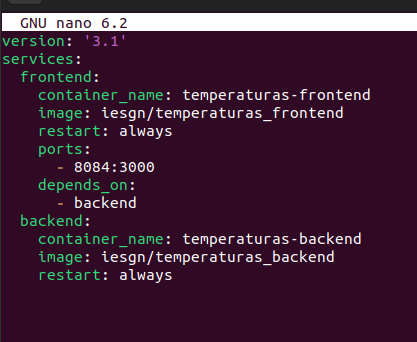 GNU nano 6.2
version: '3.1'
services:
  frontend:
    container_name: temperaturas-frontend
    image: iesgn/temperaturas_frontend
    restart: always
    ports:
      - 8084:3000
    depends_on:
      - backend
  backend:
    container_name: temperaturas-backend
    image: iesgn/temperaturas_backend
    restart: always